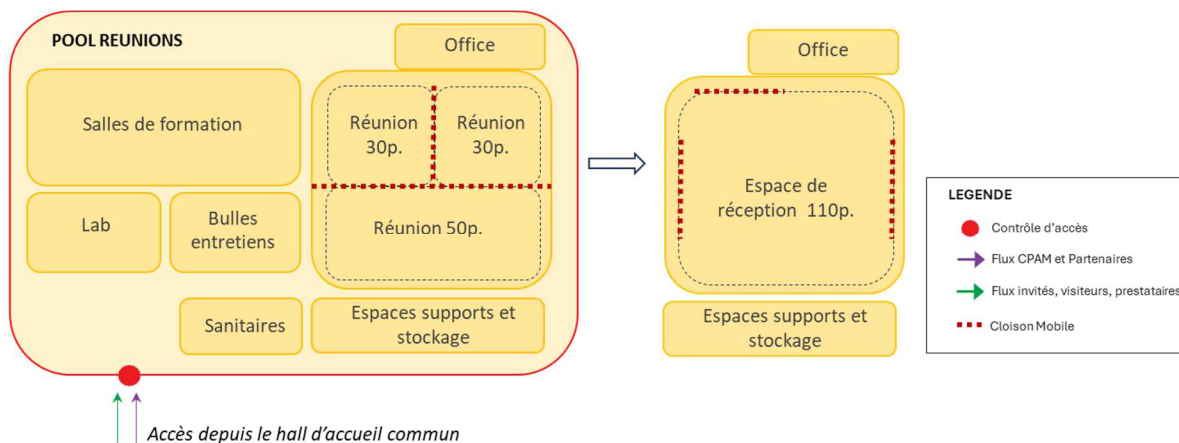 POOL REUNIONS
Office
Salles de formation
Réunion
30p.
Réunion
30p.
Lab
Bulles
entretiens
Réunion 50p.
Sanitaires
Espaces supports et
stockage
Accès depuis le hall d'accueil commun
Office
Espace de
réception 110p.
Espaces supports et
stockage
LEGENDE
Contrôle d'accès
Flux CPAM et Partenaires
Flux invités, visiteurs, prestataires
Cloison Mobile